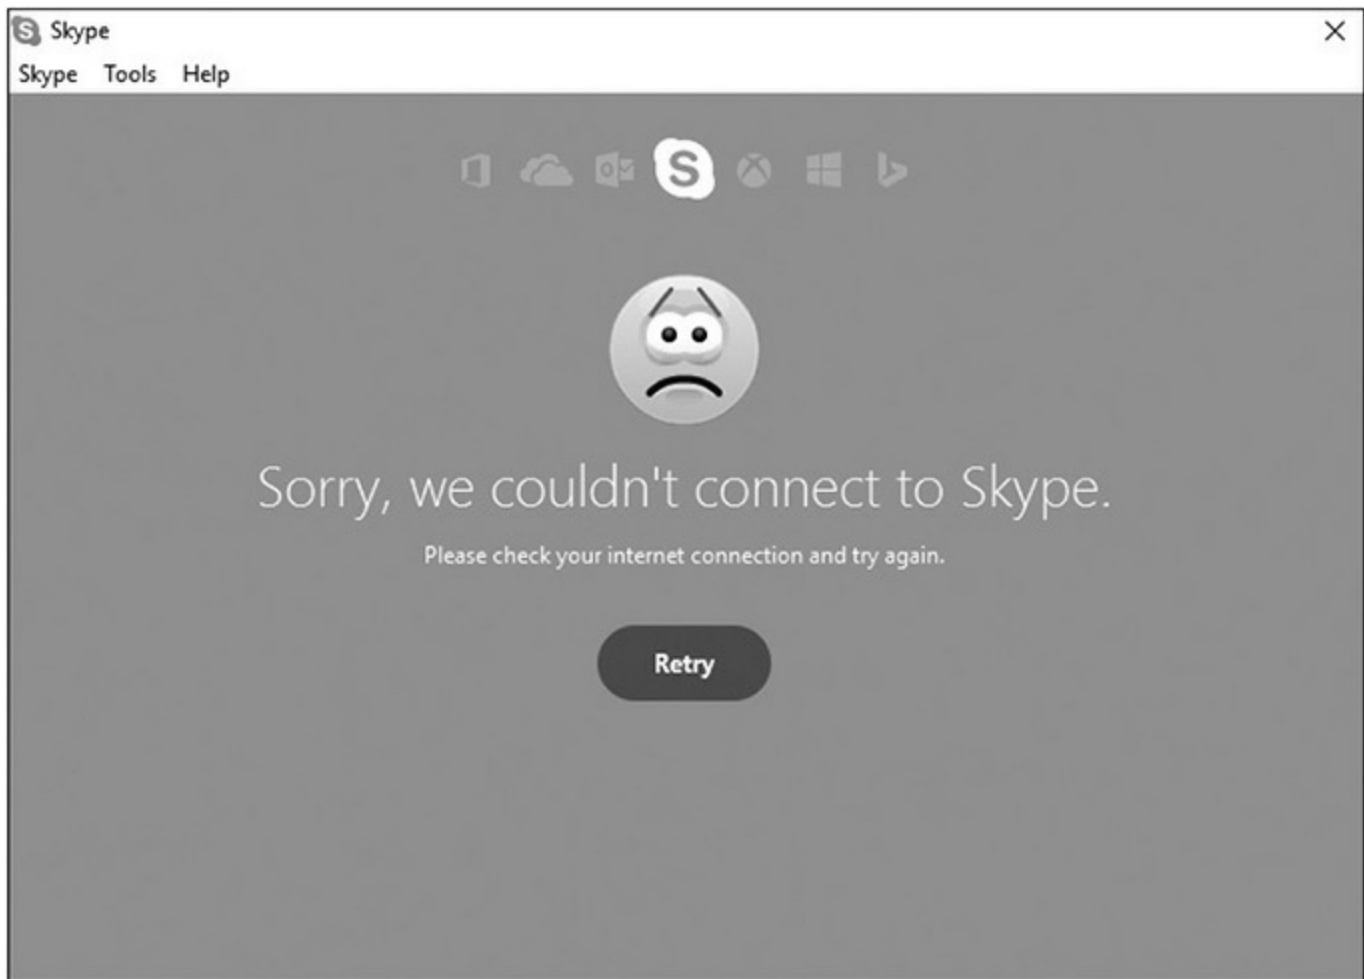 Skype
Skype Tools Help
Sorry, we couldn't connect to Skype.
Please check your internet connection and try again.
Retry